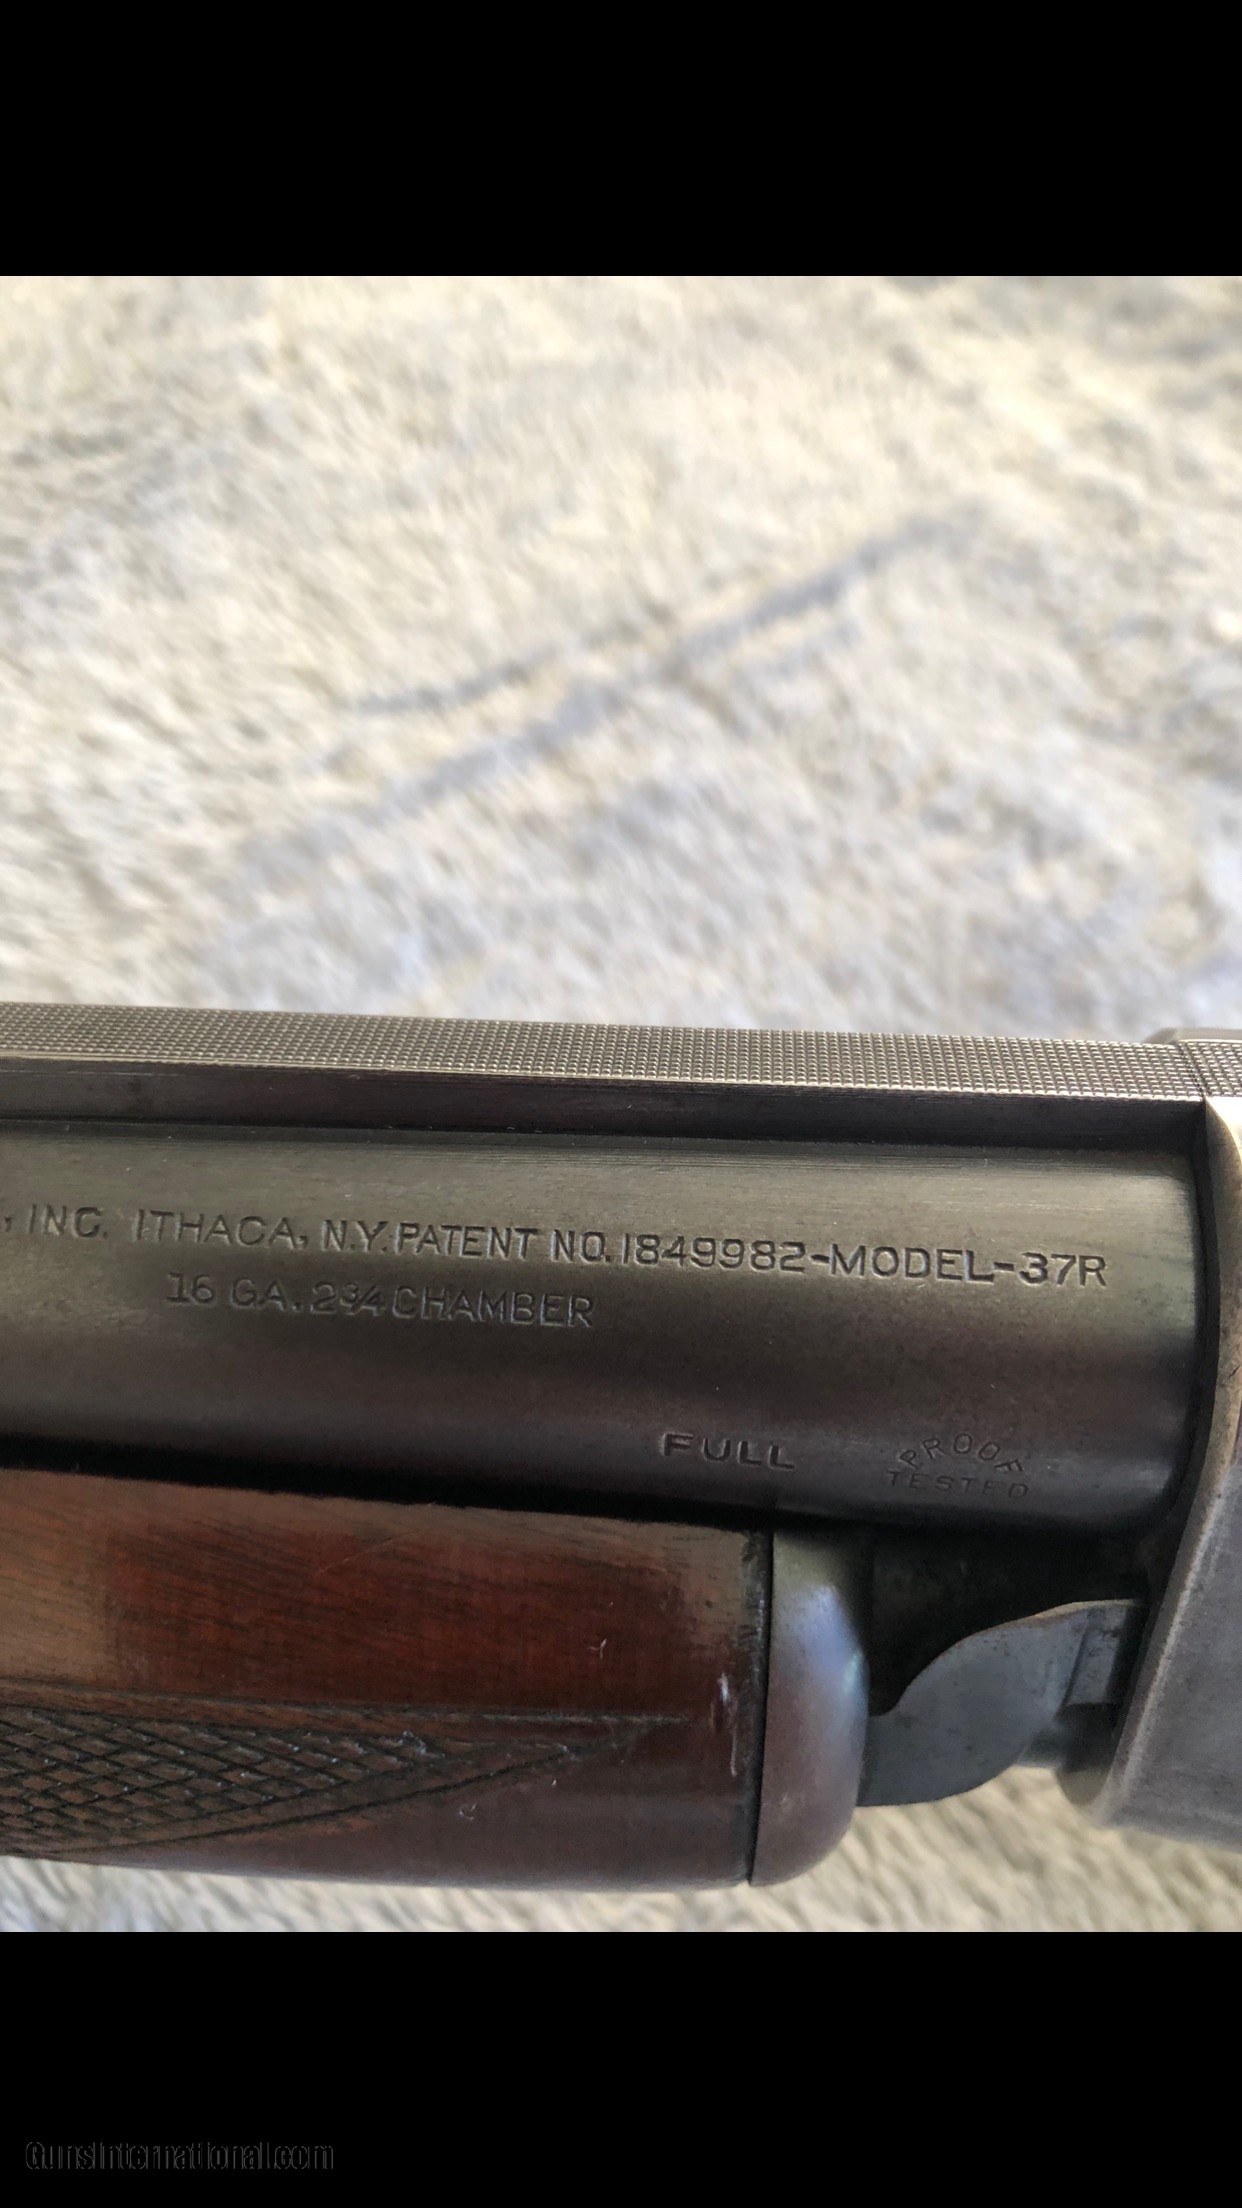 , INC. ITHACA, N.Y. PATENT NO. 1849982-MODEL-37R
16 GA. 2¾ CHAMBER
FULL
PROOF
TESTED
GunsInternational.com